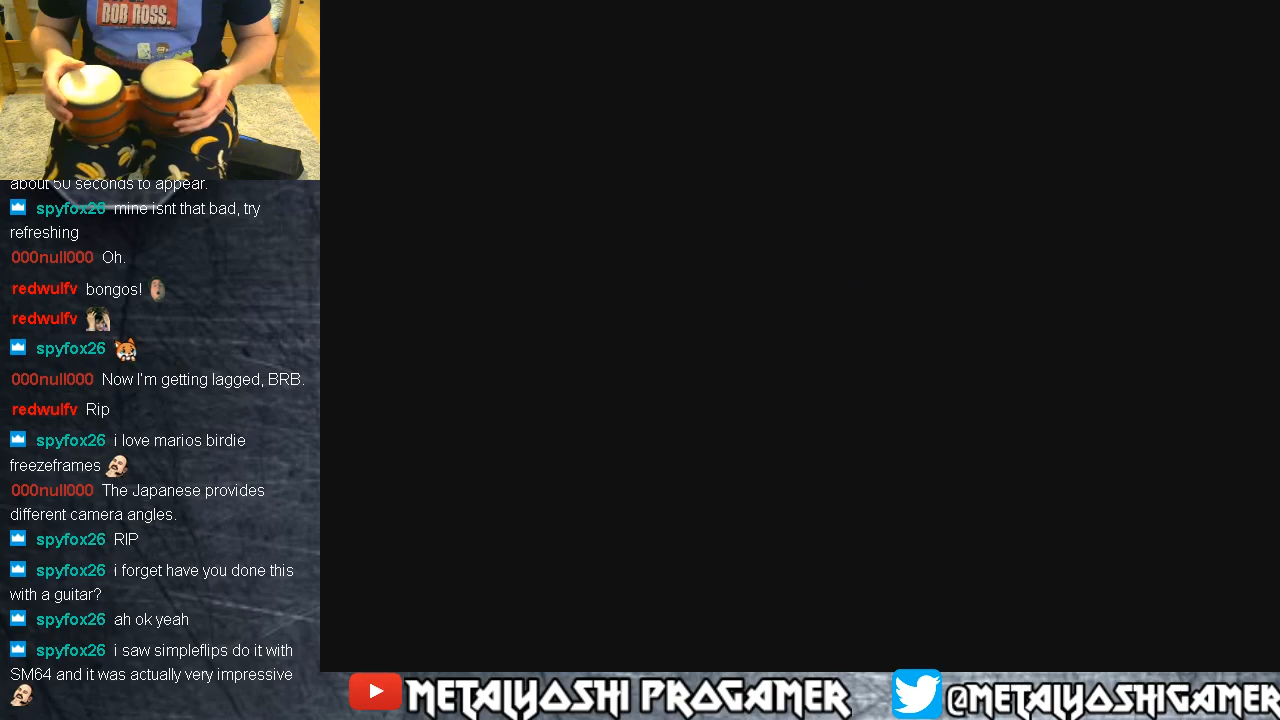 BOB ROSS.
about 50 seconds to appear.
spyfox26 mine isnt that bad, try
refreshing
000null000 Oh.
redwulfv bongos!
redwulfv
spyfox26
000null000 Now I'm getting lagged, BRB.
redwulfv Rip
spyfox26 i love marios birdie
freezeframes
000null000 The Japanese provides
different camera angles.
spyfox26 RIP
spyfox26 i forget have you done this
with a guitar?
spyfox26 ah ok yeah
spyfox26 i saw simpleflips do it with
SM64 and it was actually very impressive
METALYOSHI PROGAMER
@METALYOSHIGAMER